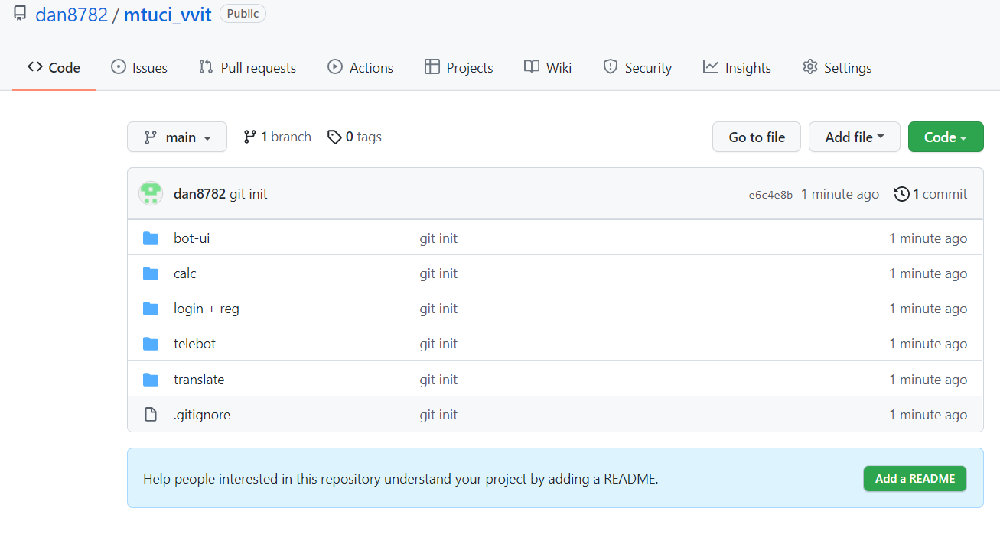 dan8782 / mtuci_vvit Public
Code Issues Pull requests Actions Projects Wiki Security Insights Settings
main 1 branch 0 tags Go to file Add file Code
dan8782 git init e6c4e8b 1 minute ago 1 commit
bot-ui git init 1 minute ago
calc git init 1 minute ago
login + reg git init 1 minute ago
telebot git init 1 minute ago
translate git init 1 minute ago
.gitignore git init 1 minute ago
Help people interested in this repository understand your project by adding a README. Add a README